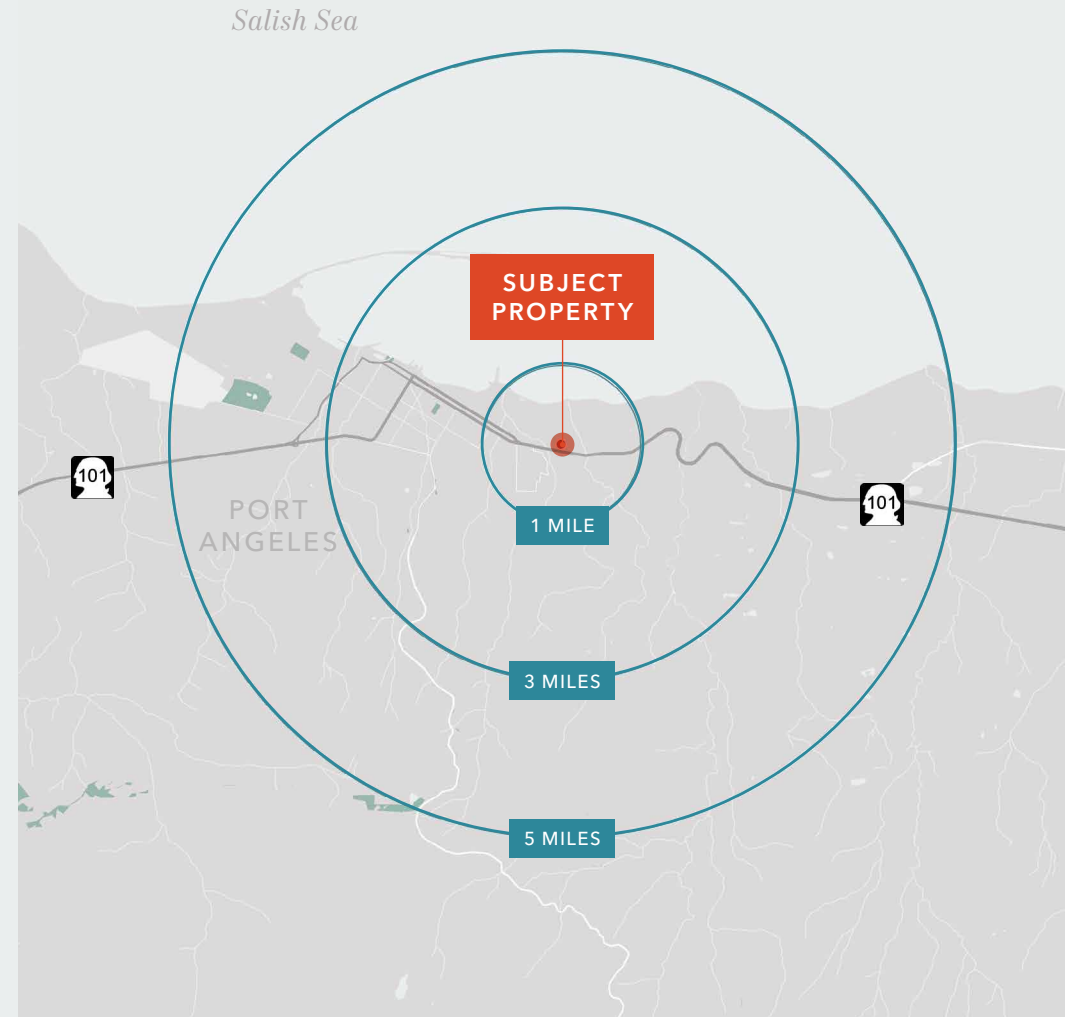 Salish Sea
SUBJECT
PROPERTY
101
101
PORT
ANGELES
1 MILE
3 MILES
5 MILES